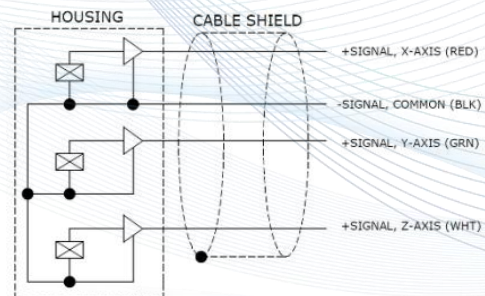 HOUSING
CABLE SHIELD
+SIGNAL, X-AXIS (RED)
-SIGNAL, COMMON (BLK)
+SIGNAL, Y-AXIS (GRN)
+SIGNAL, Z-AXIS (WHT)